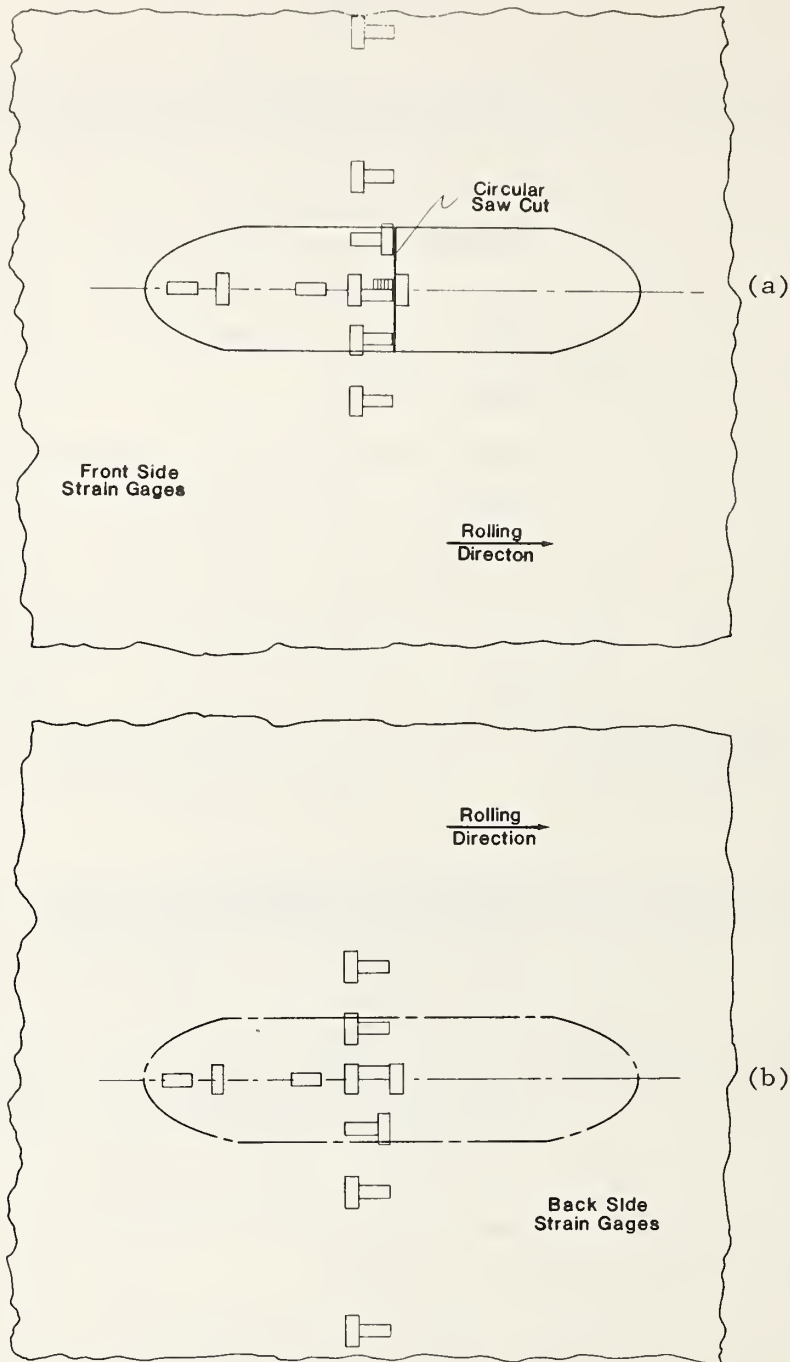 Circular
Saw Cut
(a)
Front Side
Strain Gages
Rolling
Directon
Rolling
Direction
(b)
Back SIde
Strain Gages